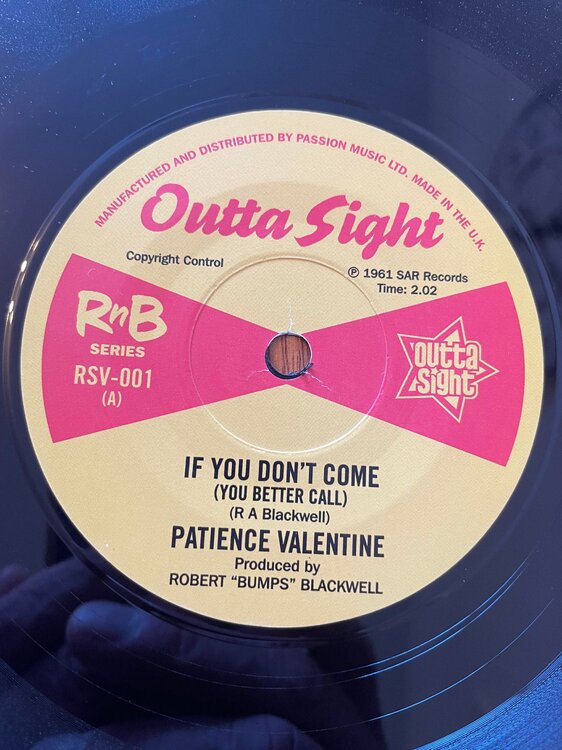 MANUFACTURED AND DISTRIBUTED BY PASSION MUSIC LTD. MADE IN THE U.K.
Outta Sight
Copyright Control
℗ 1961 SAR Records
Time: 2.02
RnB
SERIES
RSV-001
(A)
outta
sight
IF YOU DON'T COME
(YOU BETTER CALL)
(R A Blackwell)
PATIENCE VALENTINE
Produced by
ROBERT "BUMPS" BLACKWELL